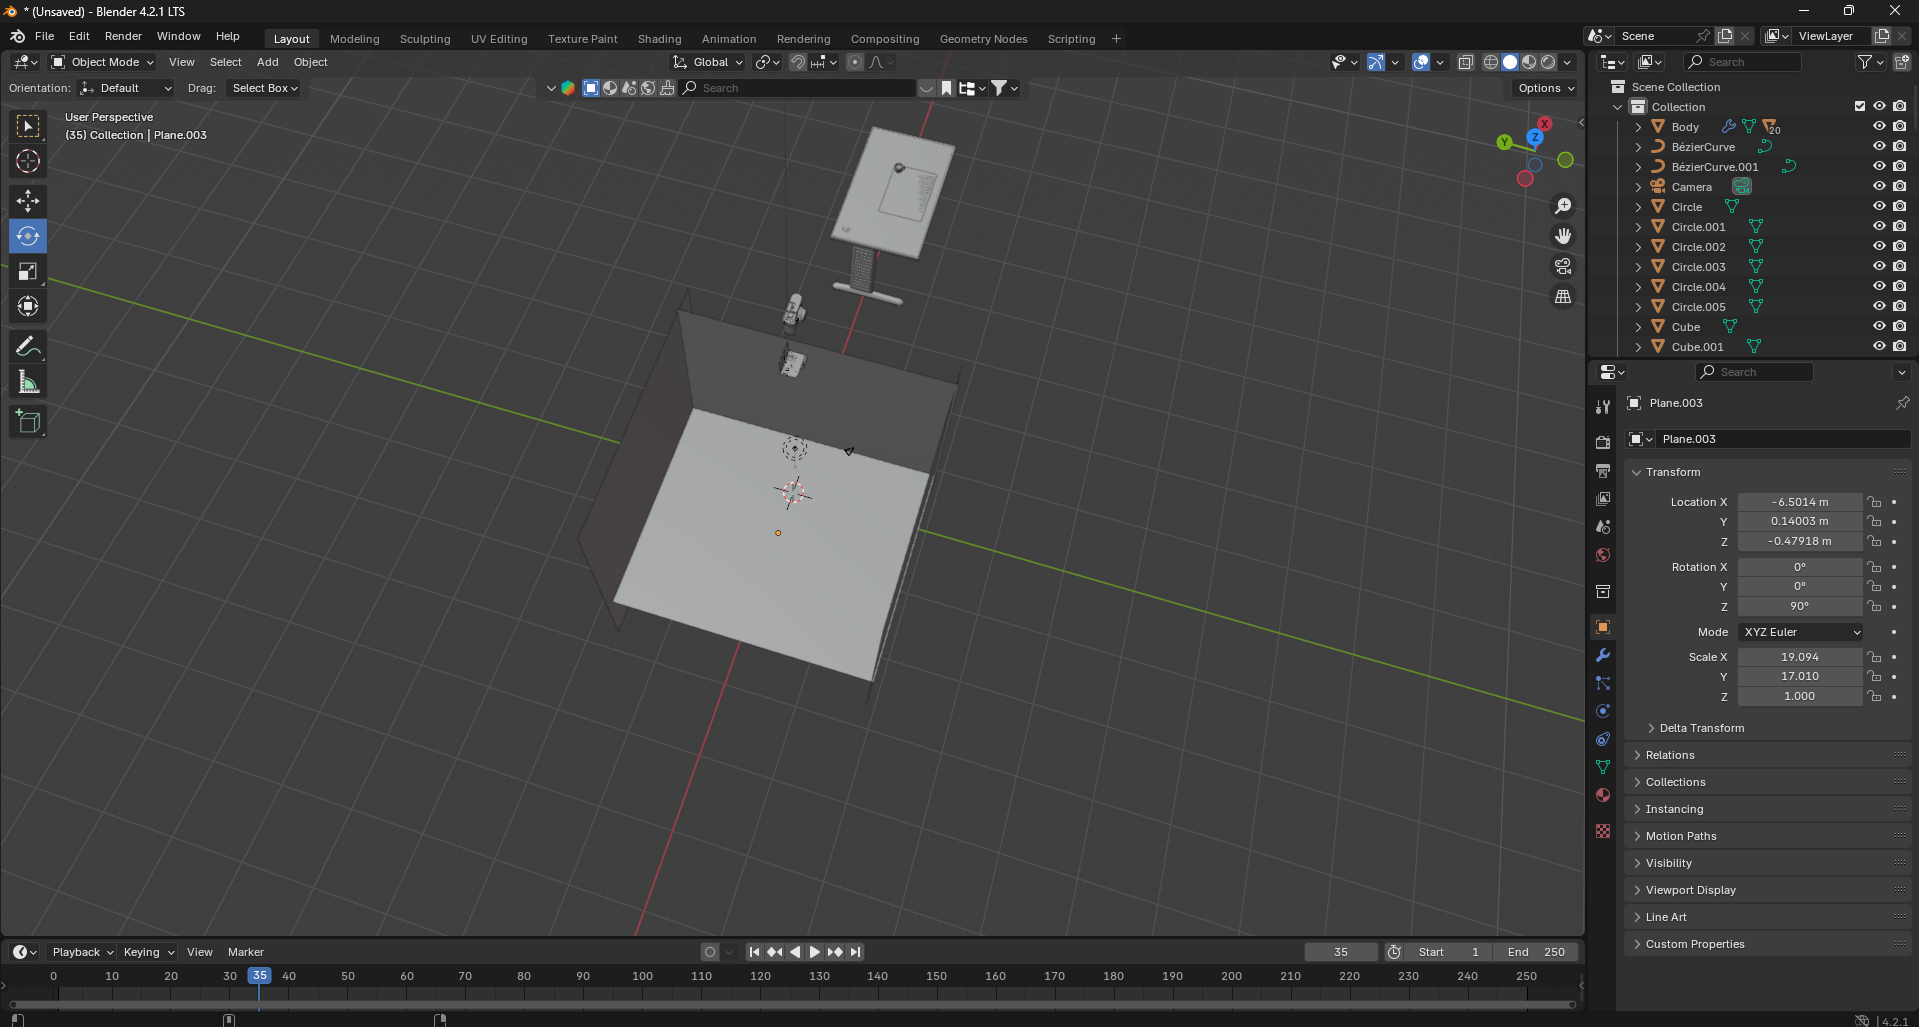 * (Unsaved) - Blender 4.2.1 LTS
File Edit Render Window Help Layout Modeling Sculpting UV Editing Texture Paint Shading Animation Rendering Compositing Geometry Nodes Scripting + Scene ViewLayer
Object Mode View Select Add Object Global Search
Orientation: Default Drag: Select Box Search Options
User Perspective
(35) Collection | Plane.003
X
Y
Z
Scene Collection
Collection
Body 20
BézierCurve
BézierCurve.001
Camera
Circle
Circle.001
Circle.002
Circle.003
Circle.004
Circle.005
Cube
Cube.001
Search
Plane.003
Plane.003
Transform
Location X -6.5014 m
Y 0.14003 m
Z -0.47918 m
Rotation X 0°
Y 0°
Z 90°
Mode XYZ Euler
Scale X 19.094
Y 17.010
Z 1.000
Delta Transform
Relations
Collections
Instancing
Motion Paths
Visibility
Viewport Display
Line Art
Custom Properties
Playback Keying View Marker 35 Start 1 End 250
0 10 20 30 35 40 50 60 70 80 90 100 110 120 130 140 150 160 170 180 190 200 210 220 230 240 250
4.2.1